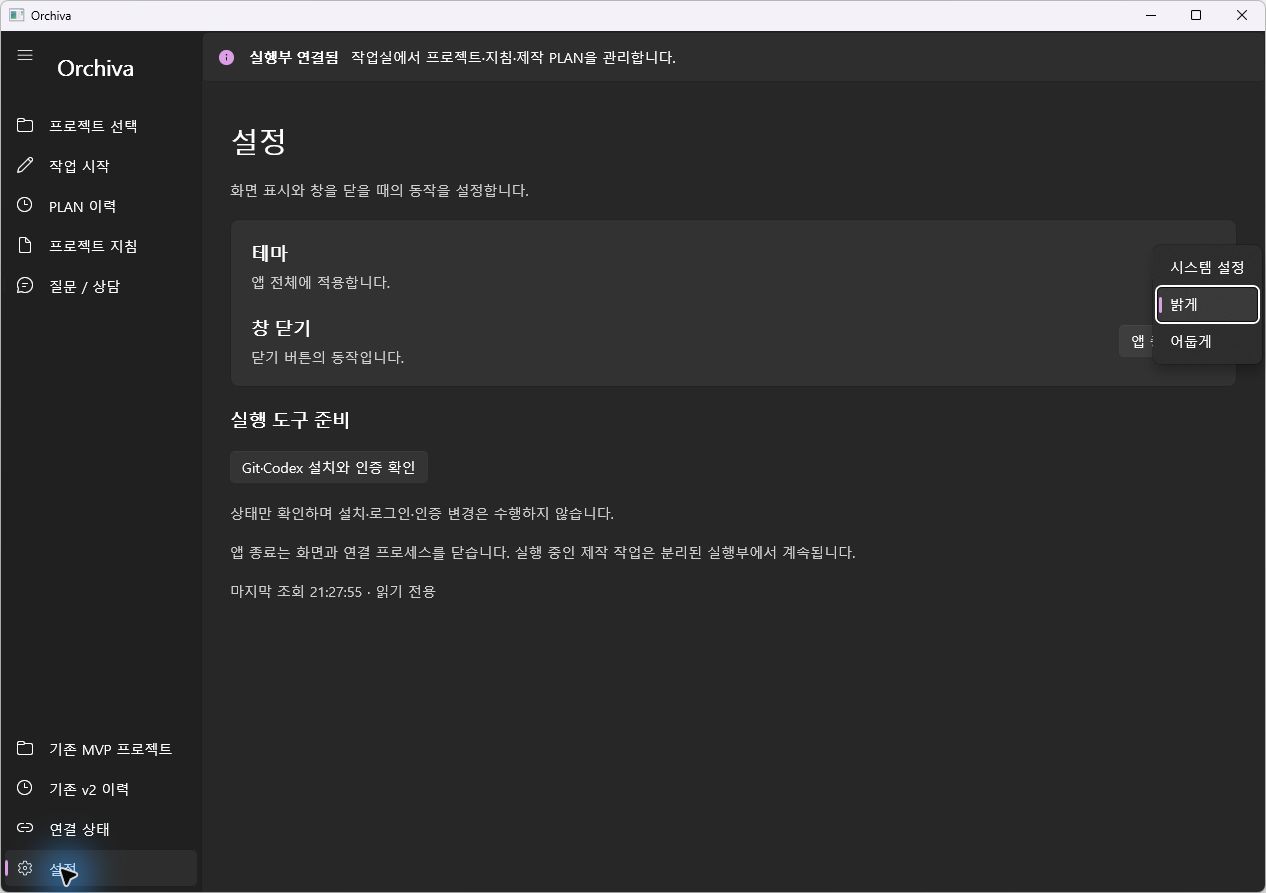 Orchiva
Orchiva
실행부 연결됨 작업실에서 프로젝트·지침·제작 PLAN을 관리합니다.
프로젝트 선택
작업 시작
PLAN 이력
프로젝트 지침
질문 / 상담
설정
화면 표시와 창을 닫을 때의 동작을 설정합니다.
테마
앱 전체에 적용합니다.
시스템 설정
밝게
어둡게
창 닫기
닫기 버튼의 동작입니다.
앱
실행 도구 준비
Git·Codex 설치와 인증 확인
상태만 확인하며 설치·로그인·인증 변경은 수행하지 않습니다.
앱 종료는 화면과 연결 프로세스를 닫습니다. 실행 중인 제작 작업은 분리된 실행부에서 계속됩니다.
마지막 조회 21:27:55 · 읽기 전용
기존 MVP 프로젝트
기존 v2 이력
연결 상태
설정